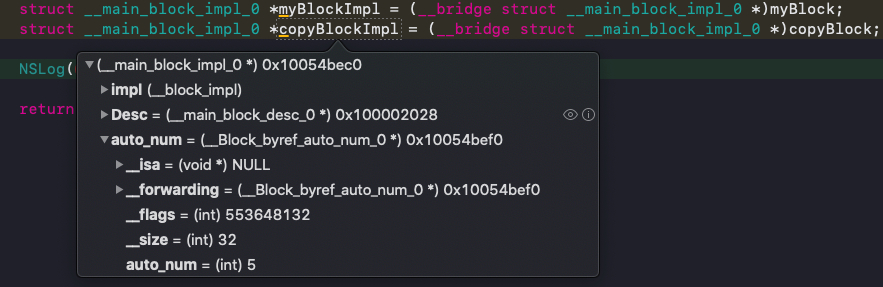 struct __main_block_impl_0 *myBlockImpl = (__bridge struct __main_block_impl_0 *)myBlock;
struct __main_block_impl_0 *copyBlockImpl = (__bridge struct __main_block_impl_0 *)copyBlock;
(__main_block_impl_0 *) 0x10054bec0
NSLog(
impl (__block_impl)
return
Desc = (__main_block_desc_0 *) 0x100002028
auto_num = (__Block_byref_auto_num_0 *) 0x10054bef0
__isa = (void *) NULL
__forwarding = (__Block_byref_auto_num_0 *) 0x10054bef0
__flags = (int) 553648132
__size = (int) 32
auto_num = (int) 5